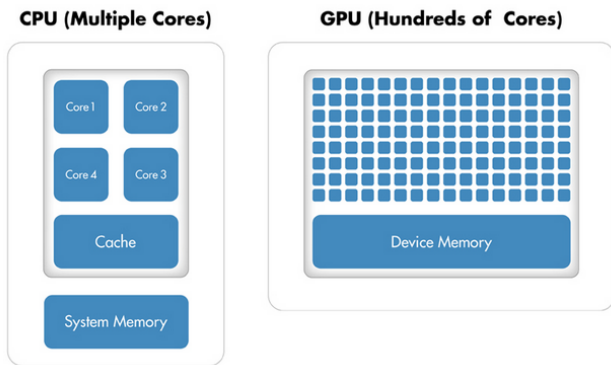 CPU (Multiple Cores)
Core 1
Core 2
Core 4
Core 3
Cache
System Memory
GPU (Hundreds of Cores)
Device Memory